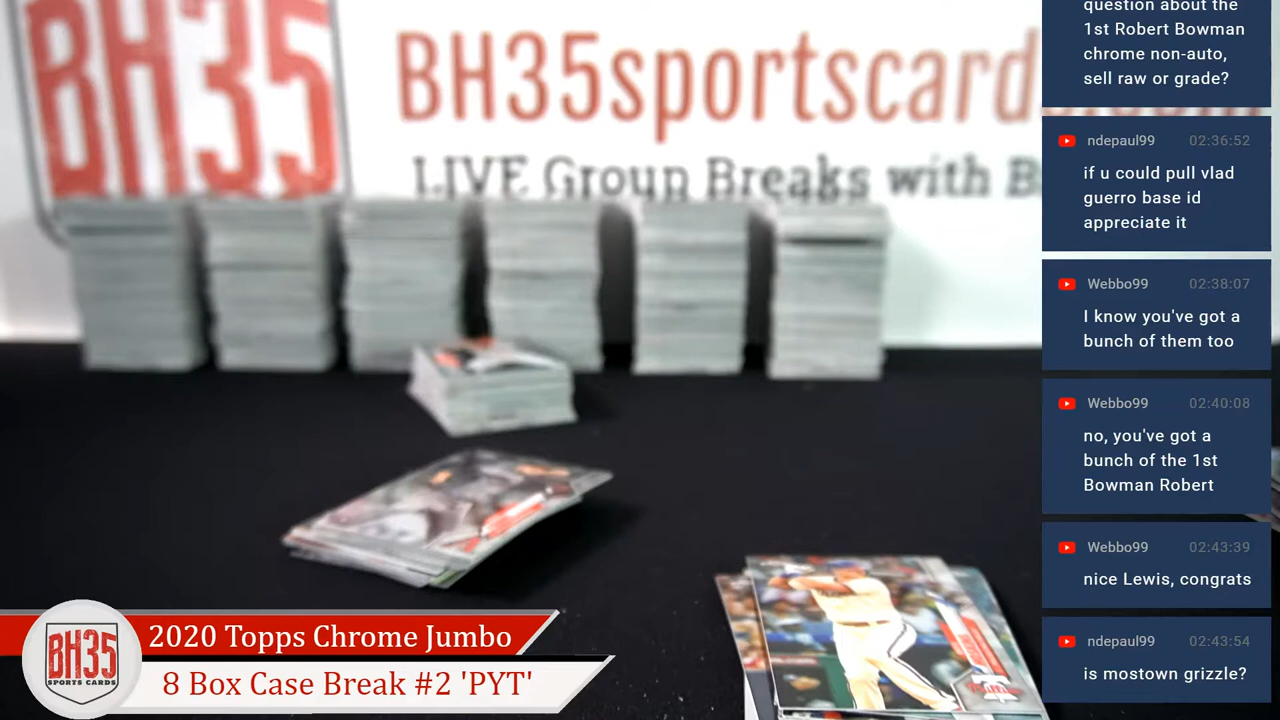 BH35
BH35sportscards
LIVE Group Breaks with B
question about the
1st Robert Bowman
chrome non-auto,
sell raw or grade?
ndepaul99 02:36:52
if u could pull vlad
guerro base id
appreciate it
Webbo99 02:38:07
I know you've got a
bunch of them too
Webbo99 02:40:08
no, you've got a
bunch of the 1st
Bowman Robert
Webbo99 02:43:39
nice Lewis, congrats
ndepaul99 02:43:54
is mostown grizzle?
BH35
SPORTS CARDS
2020 Topps Chrome Jumbo
8 Box Case Break #2 'PYT'